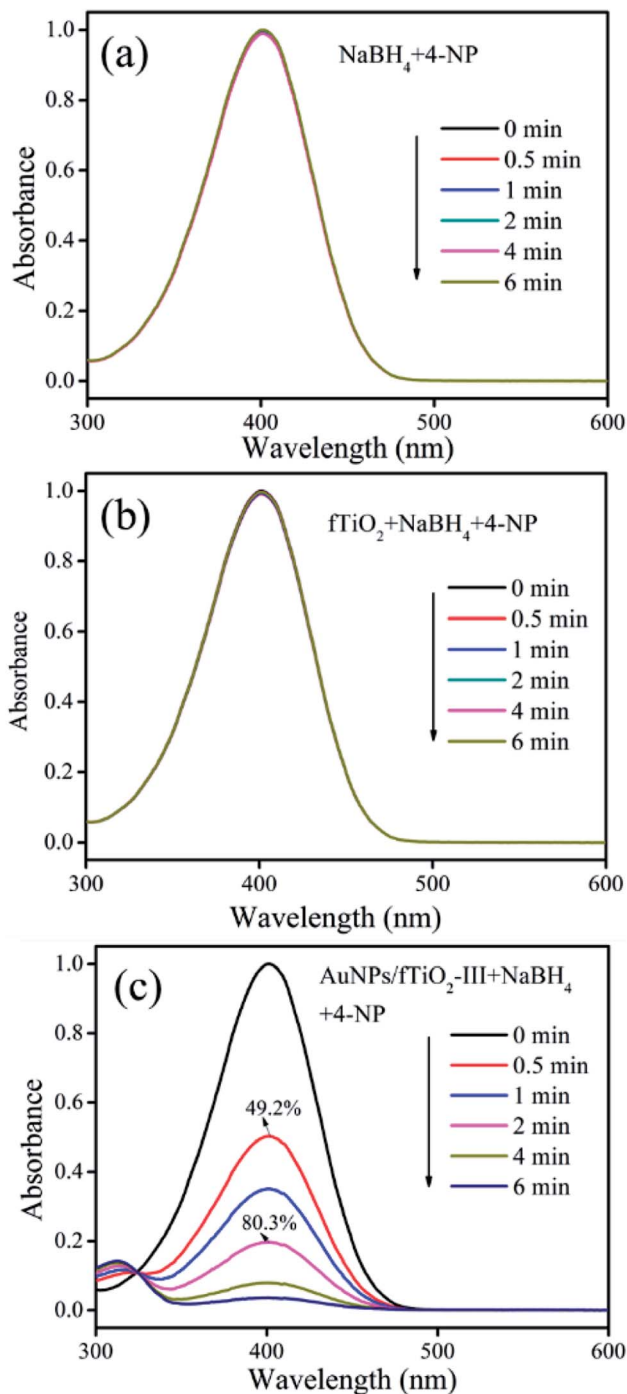 (a)
NaBH4+4-NP
0 min
0.5 min
1 min
2 min
4 min
6 min
Absorbance
1.0
0.8
0.6
0.4
0.2
0.0
300
400
500
600
Wavelength (nm)
(b)
fTiO2+NaBH4+4-NP
0 min
0.5 min
1 min
2 min
4 min
6 min
Absorbance
1.0
0.8
0.6
0.4
0.2
0.0
300
400
500
600
Wavelength (nm)
(c)
AuNPs/fTiO2-III+NaBH4
+4-NP
0 min
0.5 min
1 min
2 min
4 min
6 min
49.2%
80.3%
Absorbance
1.0
0.8
0.6
0.4
0.2
0.0
300
400
500
600
Wavelength (nm)